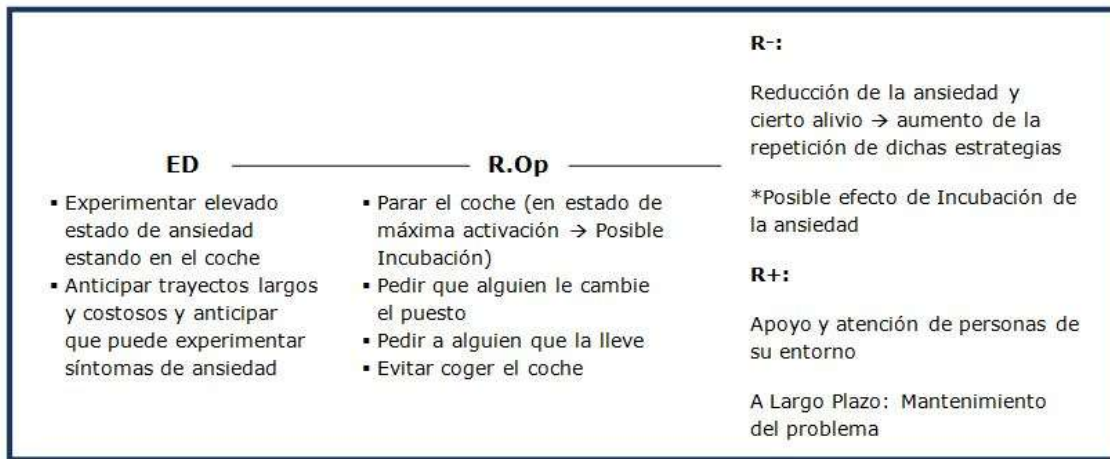 ED
▪ Experimentar elevado
estado de ansiedad
estando en el coche
▪ Anticipar trayectos largos
y costosos y anticipar
que puede experimentar
síntomas de ansiedad
R.Op
▪ Parar el coche (en estado de
máxima activación → Posible
Incubación)
▪ Pedir que alguien le cambie
el puesto
▪ Pedir a alguien que la lleve
▪ Evitar coger el coche
R-:
Reducción de la ansiedad y
cierto alivio → aumento de la
repetición de dichas estrategias
*Posible efecto de Incubación de
la ansiedad
R+:
Apoyo y atención de personas de
su entorno
A Largo Plazo: Mantenimiento
del problema